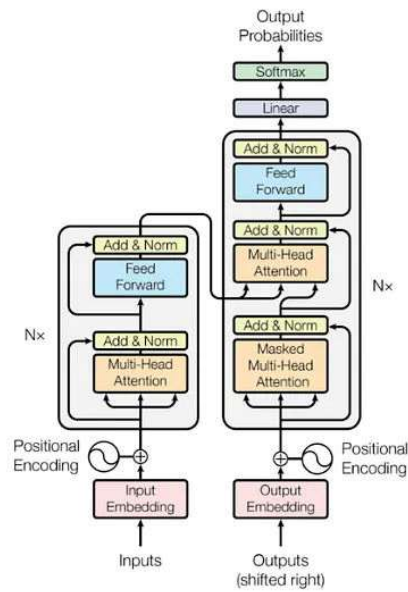 Output
Probabilities
Softmax
Linear
Add & Norm
Feed
Forward
Add & Norm
Multi-Head
Attention
Add & Norm
Masked
Multi-Head
Attention
N×
Add & Norm
Feed
Forward
N×
Add & Norm
Multi-Head
Attention
Positional
Encoding
Positional
Encoding
Input
Embedding
Output
Embedding
Inputs
Outputs
(shifted right)